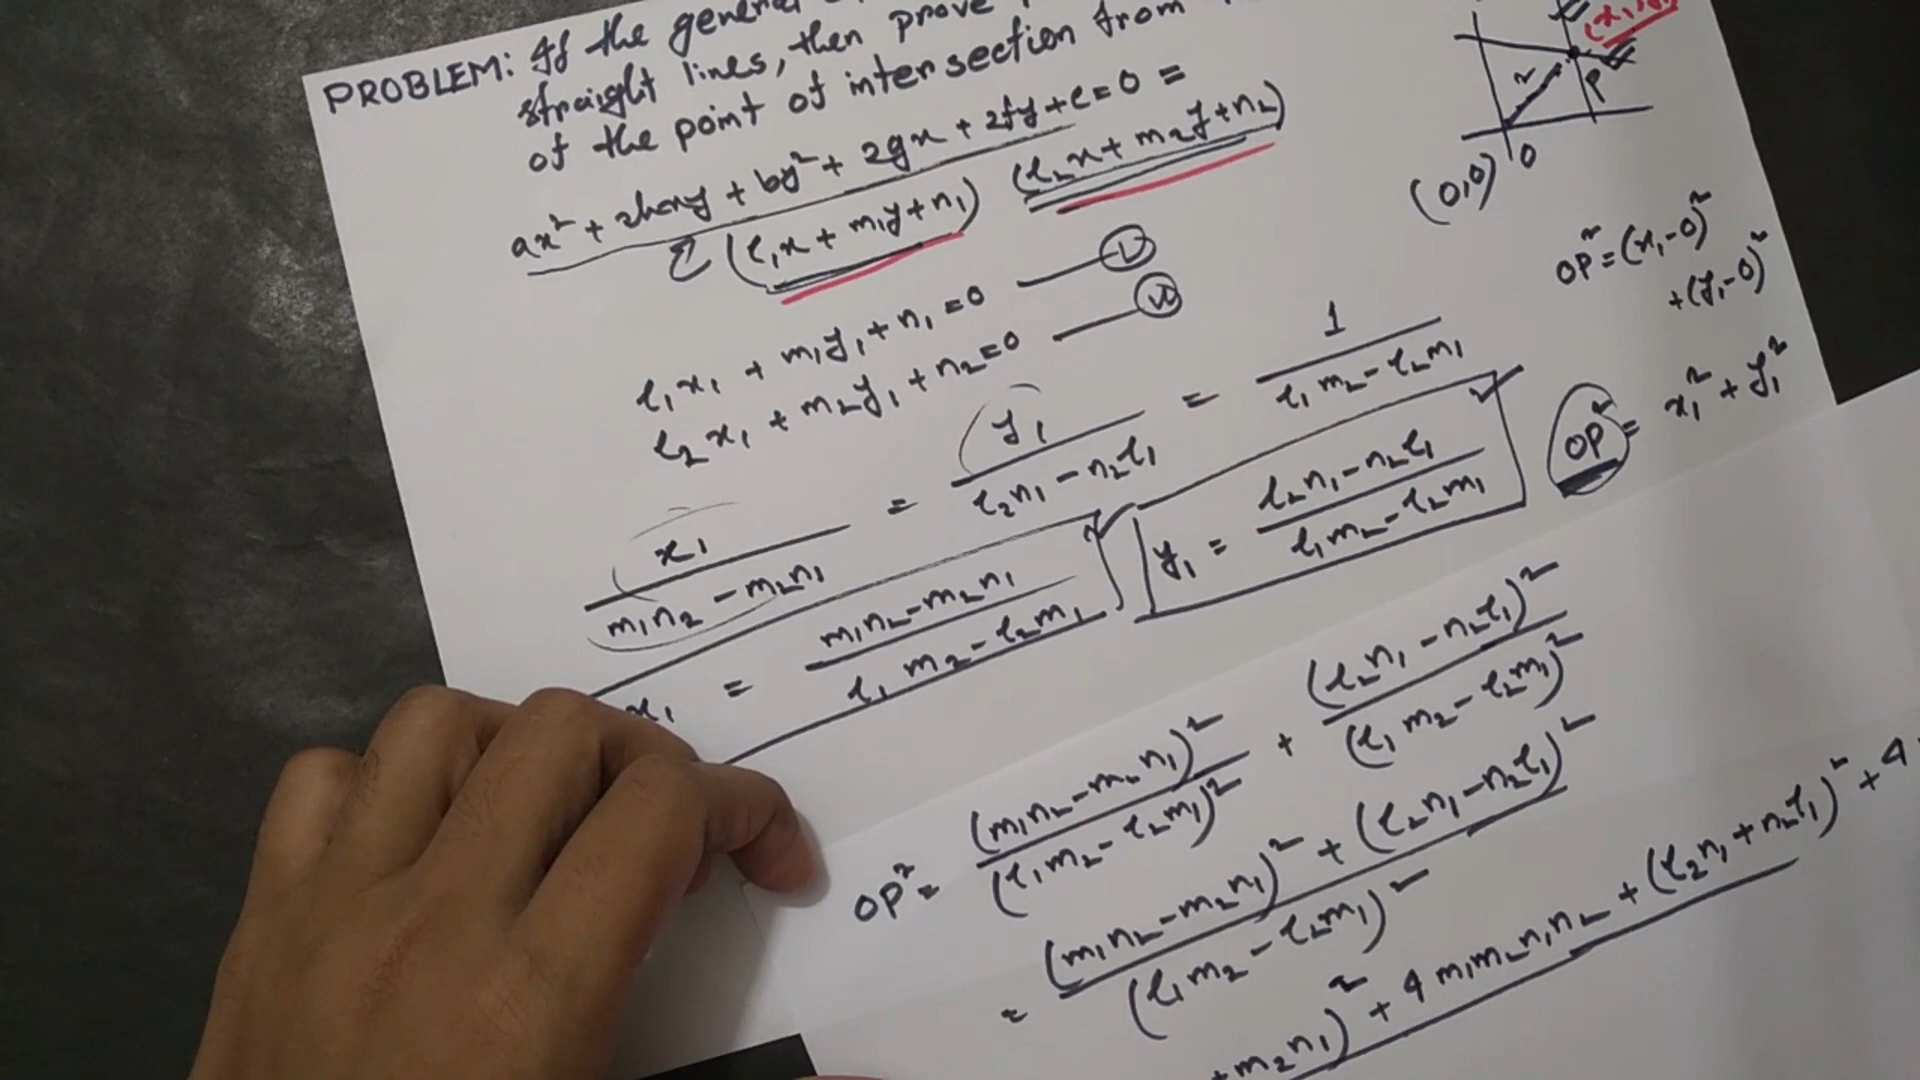 PROBLEM: If the general
straight lines, then prove
of the point of intersection from
ax² + 2hxy + by² + 2gx + 2fy + c = 0 =
(l₁x + m₁y + n₁) (l₂x + m₂y + n₂)
l₁x₁ + m₁y₁ + n₁ = 0
l₂x₁ + m₂y₁ + n₂ = 0
x₁/(m₁n₂ - m₂n₁) = y₁/(l₂n₁ - n₂l₁) = 1/(l₁m₂ - l₂m₁)
x₁ = (m₁n₂ - m₂n₁)/(l₁m₂ - l₂m₁)
y₁ = (l₂n₁ - n₂l₁)/(l₁m₂ - l₂m₁)
P
r
(0,0) O
OP² = (x₁-0)²
+ (y₁-0)²
OP² = x₁² + y₁²
OP² = (m₁n₂ - m₂n₁)²/(l₁m₂ - l₂m₁)² + (l₂n₁ - n₂l₁)²/(l₁m₂ - l₂m₁)²
= ((m₁n₂ - m₂n₁)² + (l₂n₁ - n₂l₁)²)/(l₁m₂ - l₂m₁)²
+ m₂n₁)² + 4m₁m₂n₁n₂ + (l₂n₁ + n₂l₁)² + 4